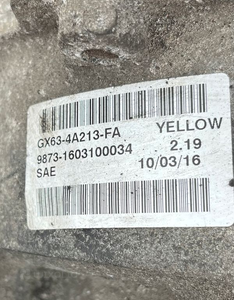 GX63-4A213-FA YELLOW
9873-1603100034 2.19
SAE 10/03/16